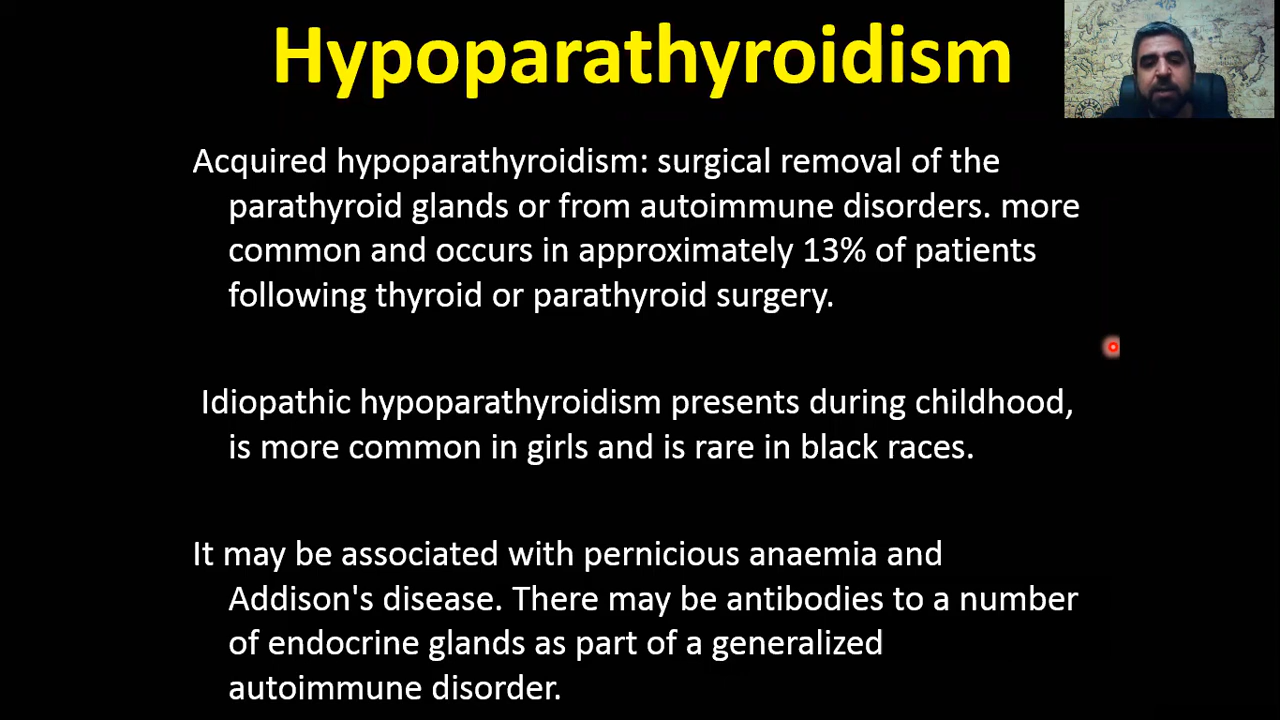 Hypoparathyroidism
Acquired hypoparathyroidism: surgical removal of the
parathyroid glands or from autoimmune disorders. more
common and occurs in approximately 13% of patients
following thyroid or parathyroid surgery.
Idiopathic hypoparathyroidism presents during childhood,
is more common in girls and is rare in black races.
It may be associated with pernicious anaemia and
Addison's disease. There may be antibodies to a number
of endocrine glands as part of a generalized
autoimmune disorder.